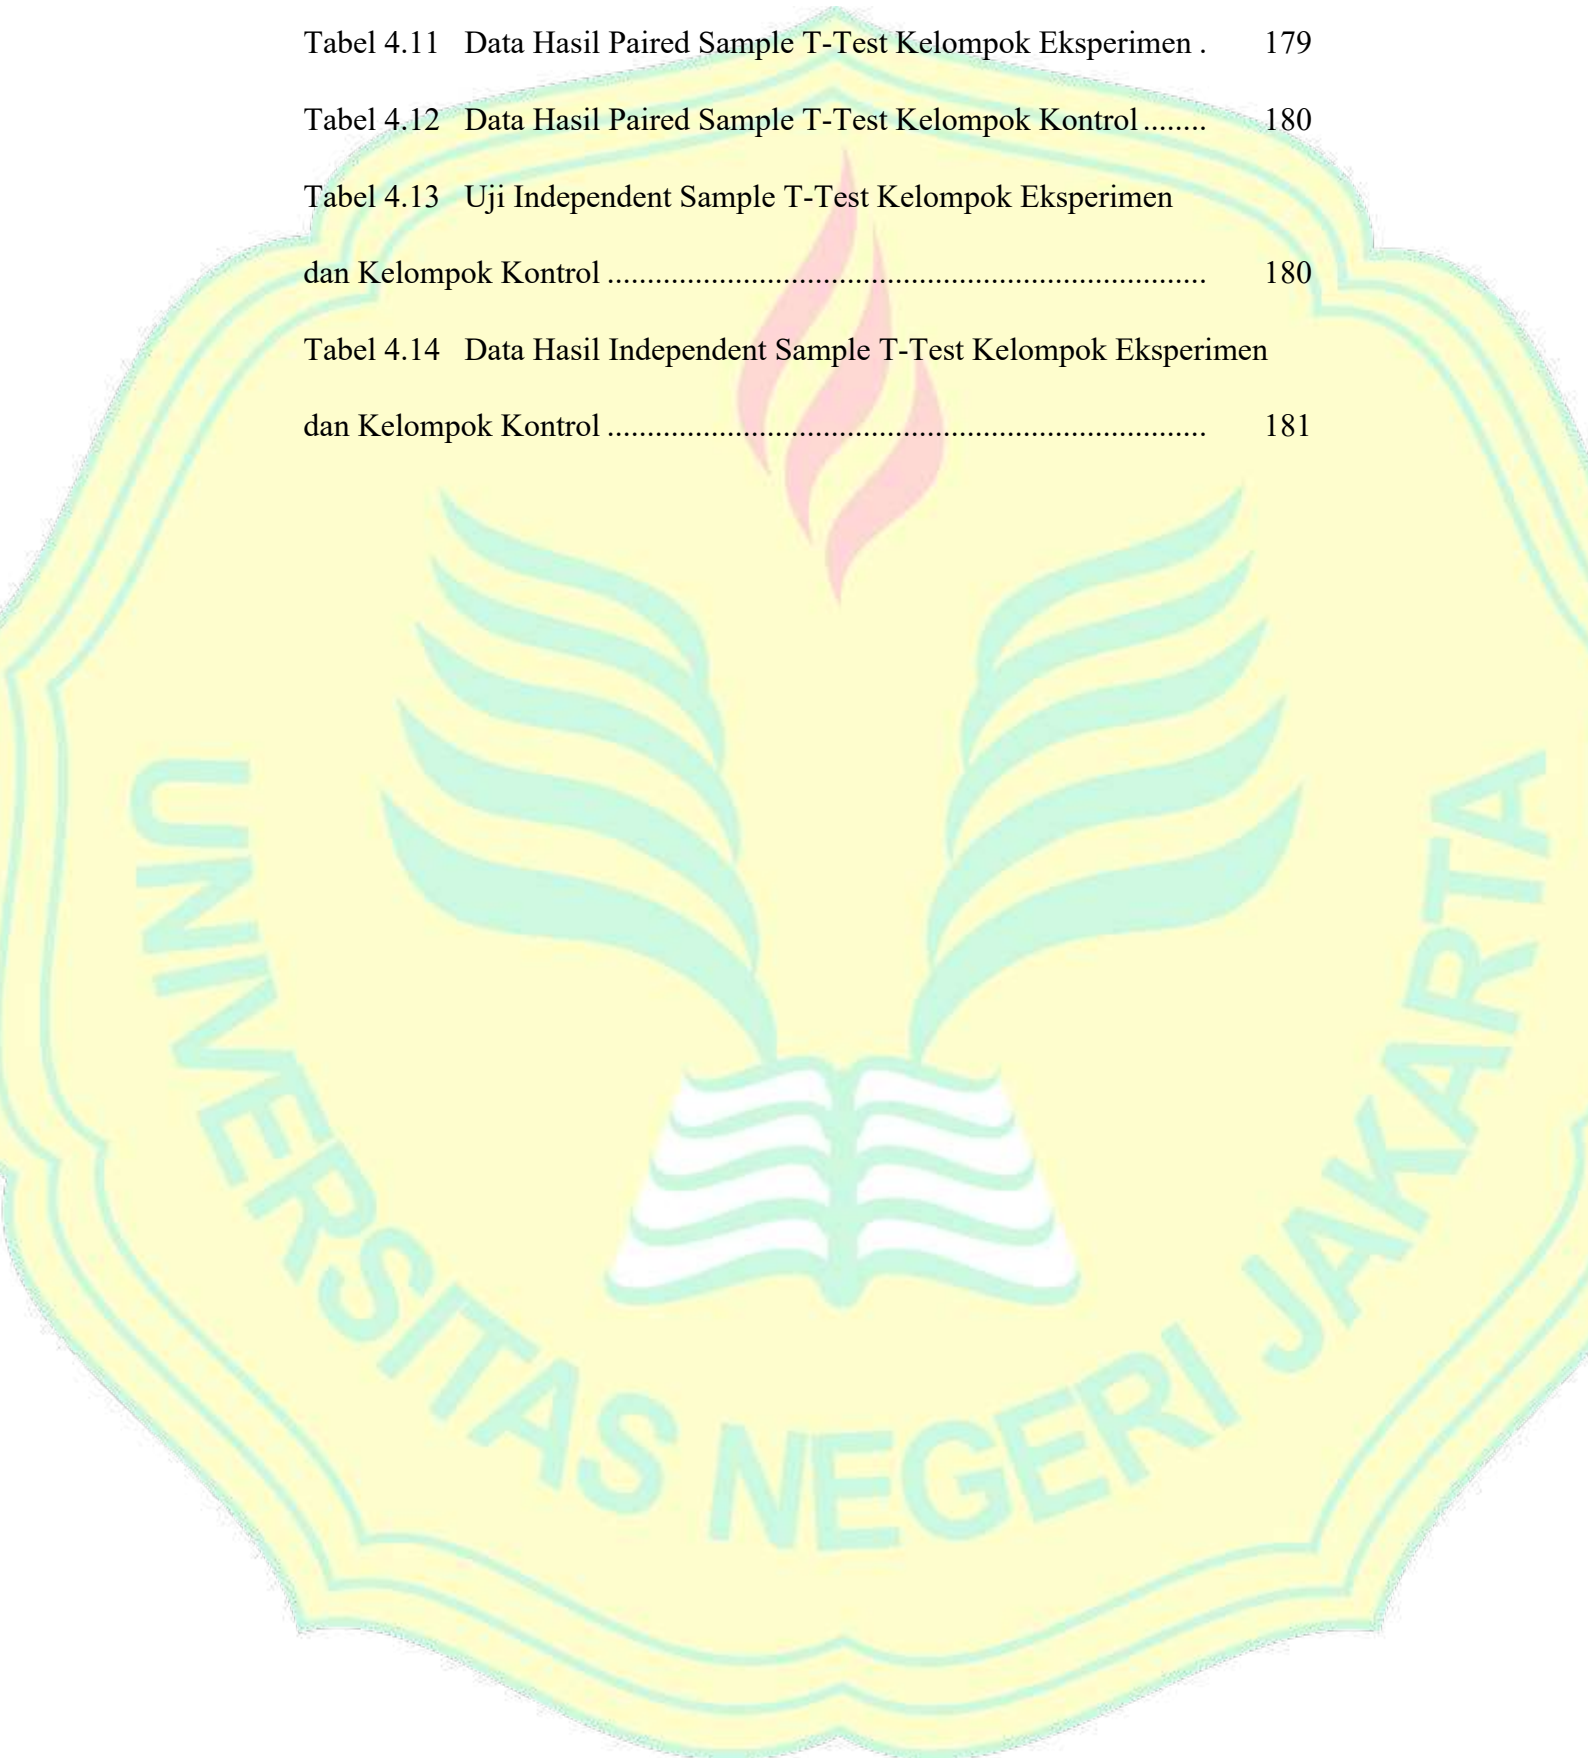 Tabel 4.11 Data Hasil Paired Sample T-Test Kelompok Eksperimen . 179
Tabel 4.12 Data Hasil Paired Sample T-Test Kelompok Kontrol ........ 180
Tabel 4.13 Uji Independent Sample T-Test Kelompok Eksperimen
dan Kelompok Kontrol ........................................................................... 180
Tabel 4.14 Data Hasil Independent Sample T-Test Kelompok Eksperimen
dan Kelompok Kontrol ........................................................................... 181
UNIVERSITAS NEGERI JAKARTA